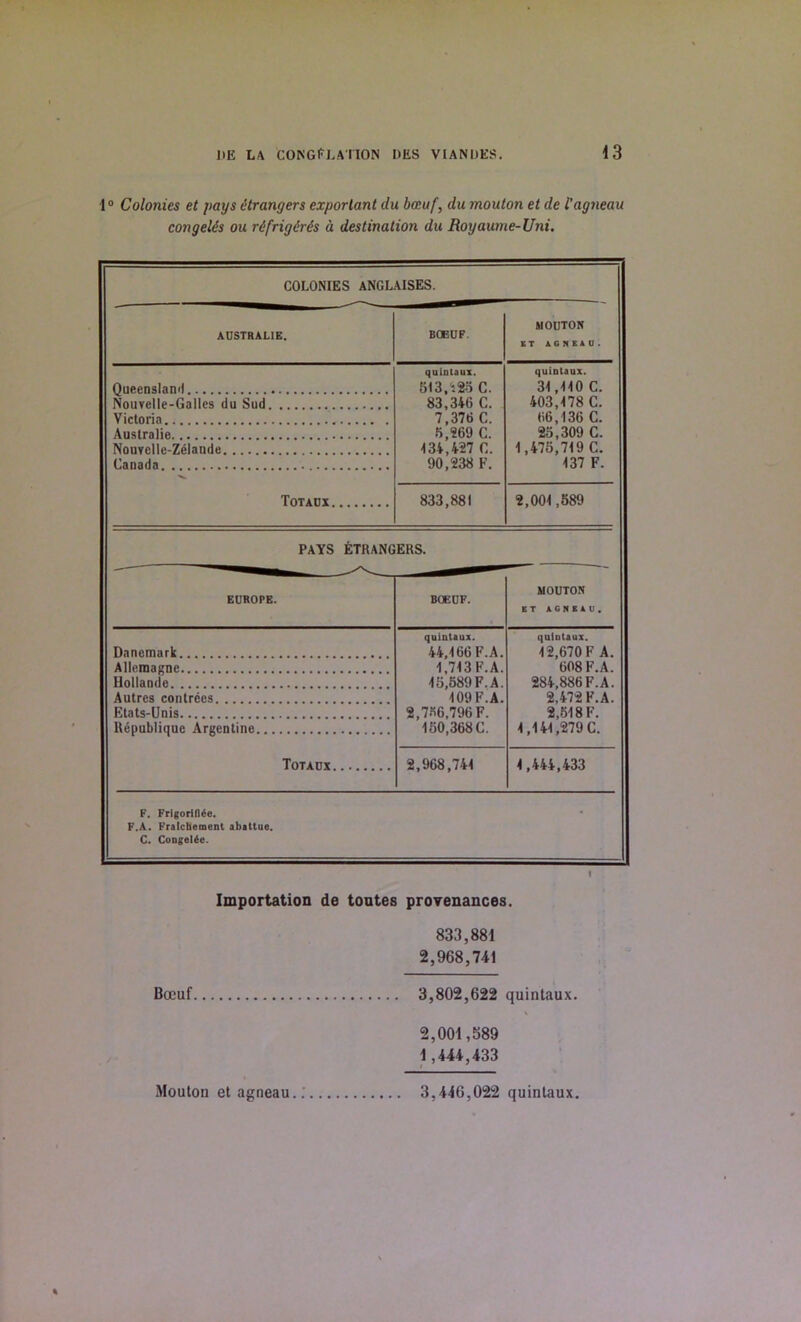 DE LA CONGÉLATION DES VIANDES. 13
1° Colonies et pays étrangers exportant du bœuf, du mouton et de l'agneau
congelés ou réfrigérés à destination du Royaume-Uni.
COLONIES ANGLAISES.
AUSTRALIE. BŒUF. MOUTON ET AGNEAU.
quintaux. quintaux.
Queensland........ 513,225 C. 31,110 C.
Nouvelle-Galles du Sud........ 83,346 C. 403,178 C.
Victoria........ 7,376 C. 66,136 C.
Australie........ 5,269 C. 25,309 C.
Nouvelle-Zélande........ 134,427 C. 1,475,719 C.
Canada........ 90,238 F. 137 F.
TOTAUX........ 833,881 2,001,589
PAYS ÉTRANGERS.
EUROPE. BŒUF. MOUTON ET AGNEAU.
quintaux. quintaux.
Danemark........ 44,166 F.A. 12,670 F A.
Allemagne........ 1,713 F.A. 608 F.A.
Hollande........ 15,589 F.A. 284,886 F.A.
Autres contrées........ 109 F.A. 2,472 F.A.
Etats-Unis........ 2,756,796 F. 2,518 F.
République Argentine........ 150,368 C. 1,141,279 C.
TOTAUX........ 2,968,741 1,444,433
F. Frigorifiée.
F.A. Fraîchement abattue.
C. Congelée.
Importation de toutes provenances.
833,881
2,968,741
Bœuf........ 3,802,622 quintaux.
2,001,589
1,444,433
Mouton et agneau........ 3,446,022 quintaux.